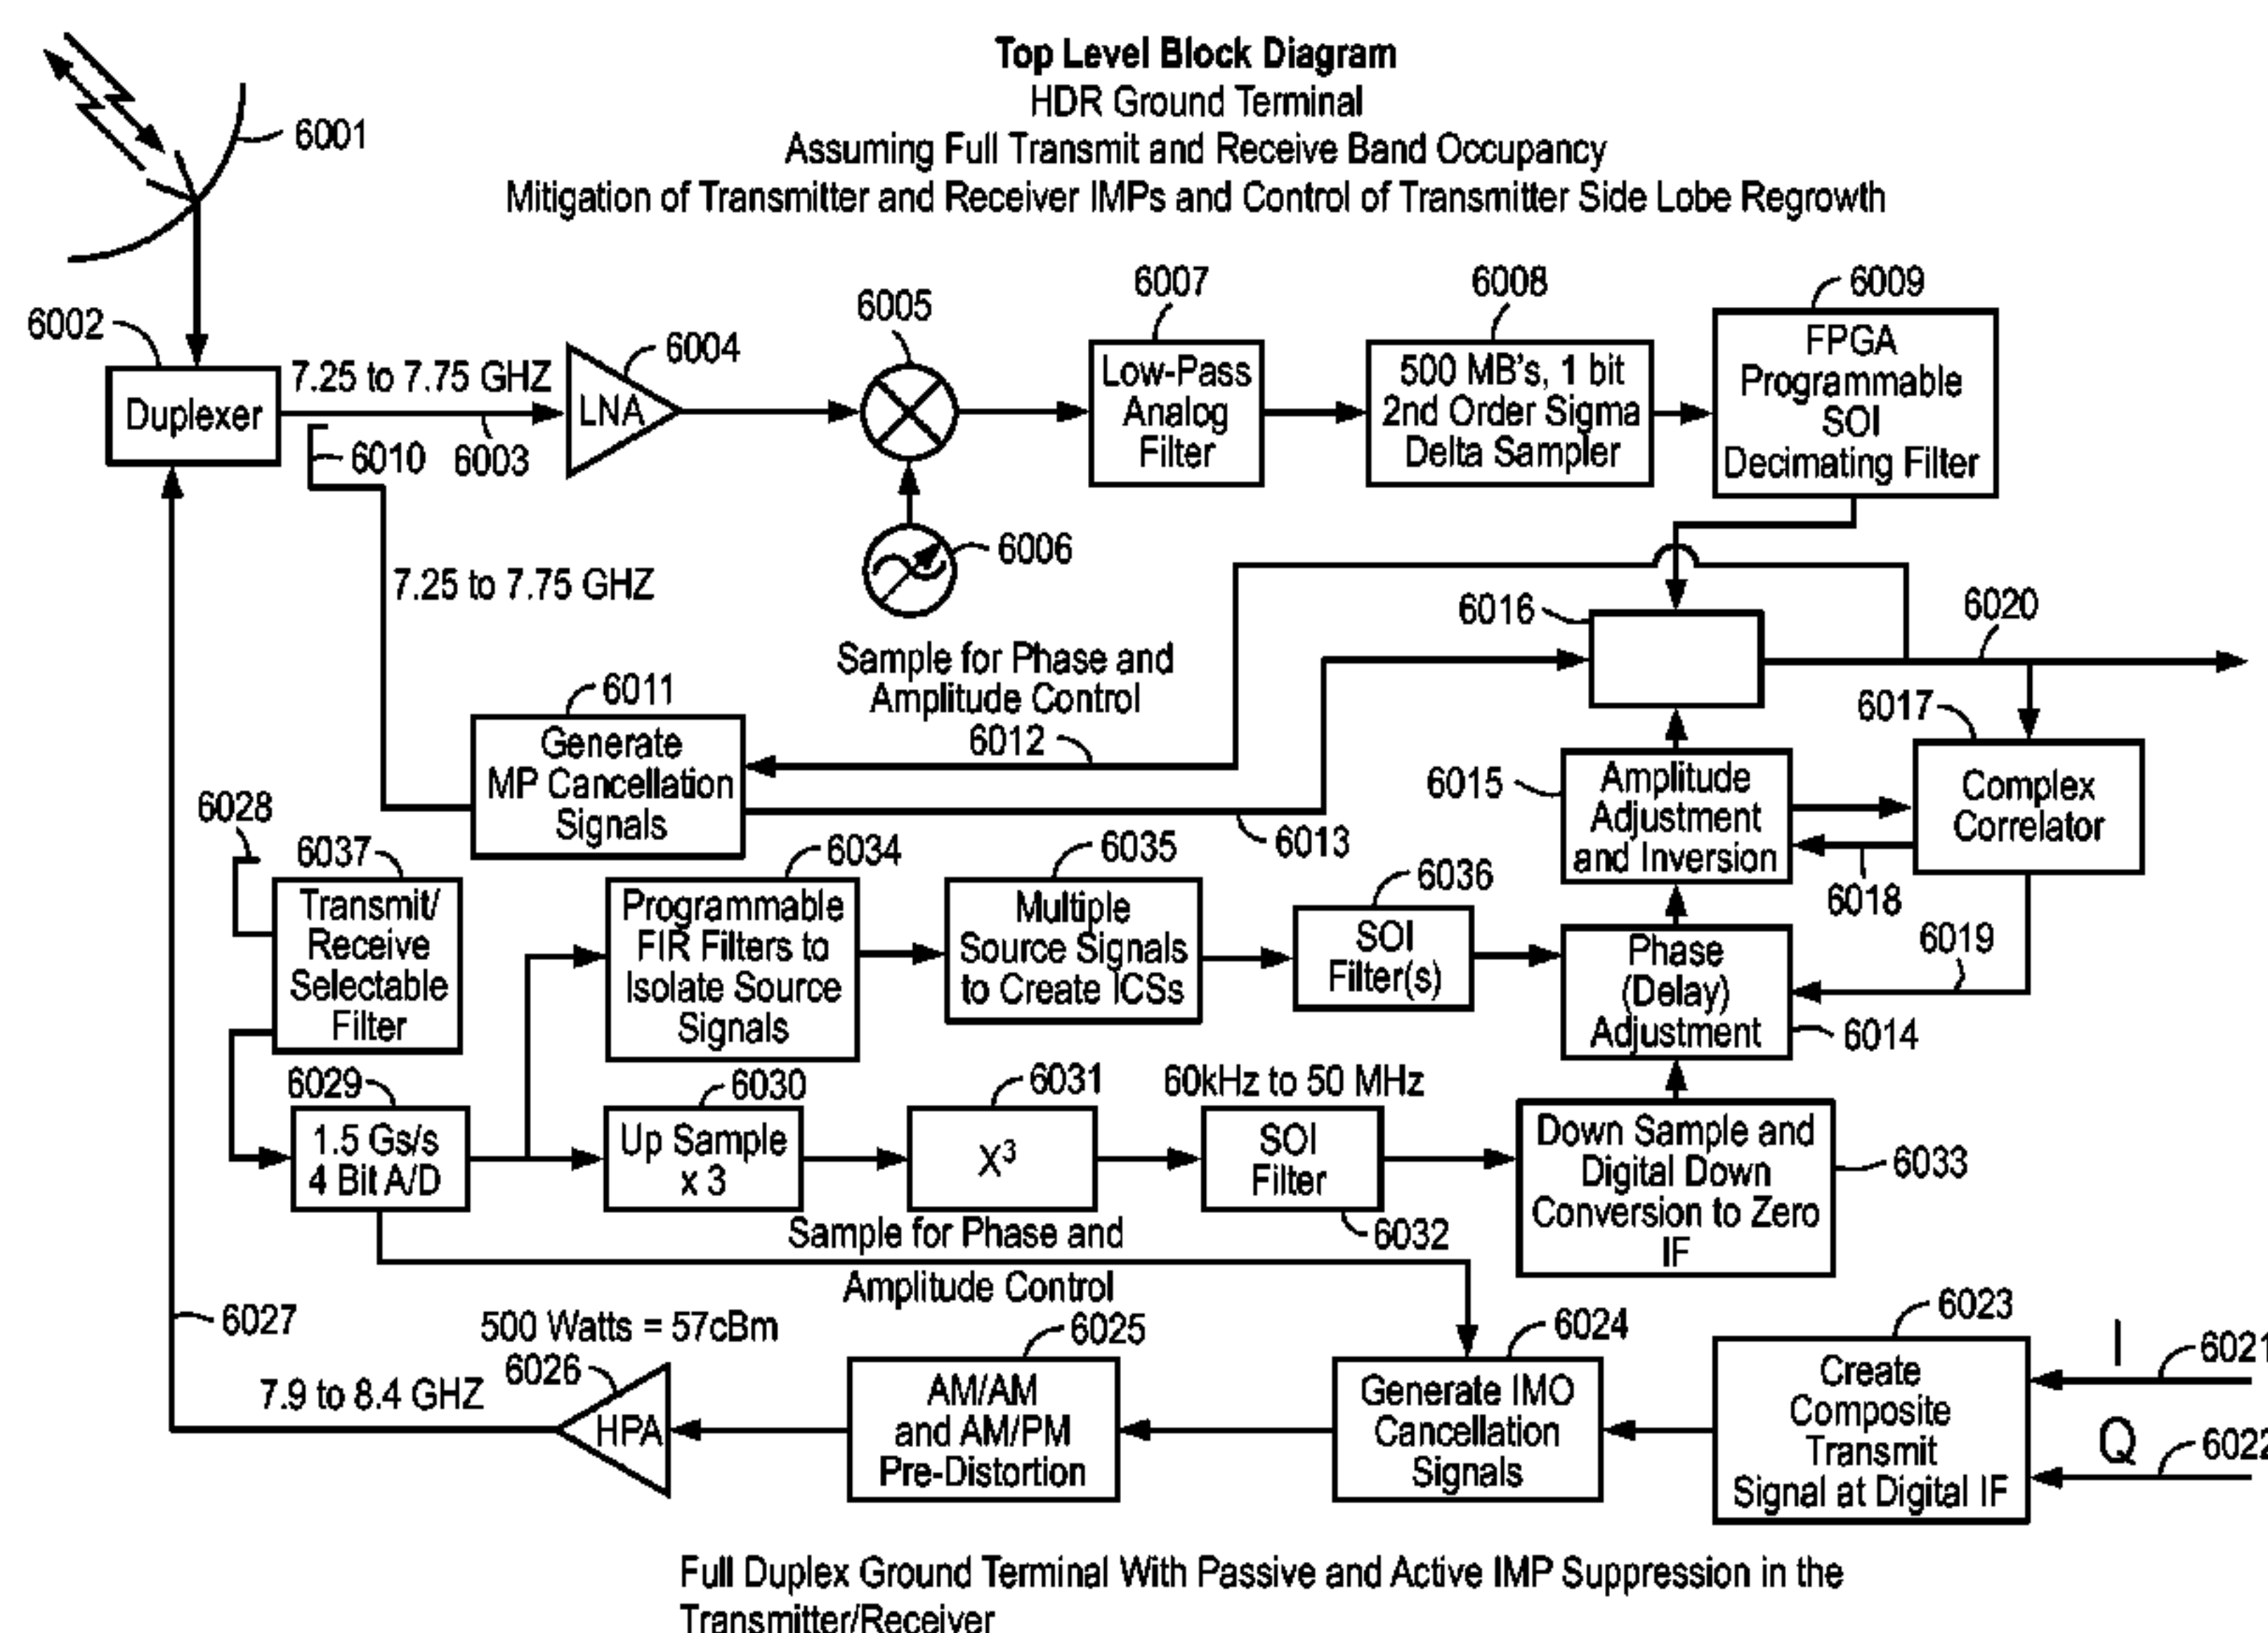 Top Level Block Diagram
HDR Ground Terminal
Assuming Full Transmit and Receive Band Occupancy
Mitigation of Transmitter and Receiver IMPs and Control of Transmitter Side Lobe Regrowth
6001
6002
Duplexer
7.25 to 7.75 GHZ
6010
6003
6004
LNA
6005
6006
6007
Low-Pass
Analog
Filter
6008
500 MB's, 1 bit
2nd Order Sigma
Delta Sampler
6009
FPGA
Programmable
SOI
Decimating Filter
7.25 to 7.75 GHZ
6016
6020
Sample for Phase and
Amplitude Control
6012
6011
Generate
MP Cancellation
Signals
6013
6017
Complex
Correlator
6015
Amplitude
Adjustment
and Inversion
6018
6019
6028
6037
Transmit/
Receive
Selectable
Filter
6034
Programmable
FIR Filters to
Isolate Source
Signals
6035
Multiple
Source Signals
to Create ICSs
6036
SOI
Filter(s)
Phase
(Delay)
Adjustment
6014
6029
1.5 Gs/s
4 Bit A/D
6030
Up Sample
x 3
6031
X³
60kHz to 50 MHz
SOI
Filter
6032
Down Sample and
Digital Down
Conversion to Zero
IF
6033
Sample for Phase and
Amplitude Control
6027
7.9 to 8.4 GHZ
500 Watts = 57cBm
6026
HPA
6025
AM/AM
and AM/PM
Pre-Distortion
6024
Generate IMO
Cancellation
Signals
6023
Create
Composite
Transmit
Signal at Digital IF
I
6021
Q
6022
Full Duplex Ground Terminal With Passive and Active IMP Suppression in the
Transmitter/Receiver